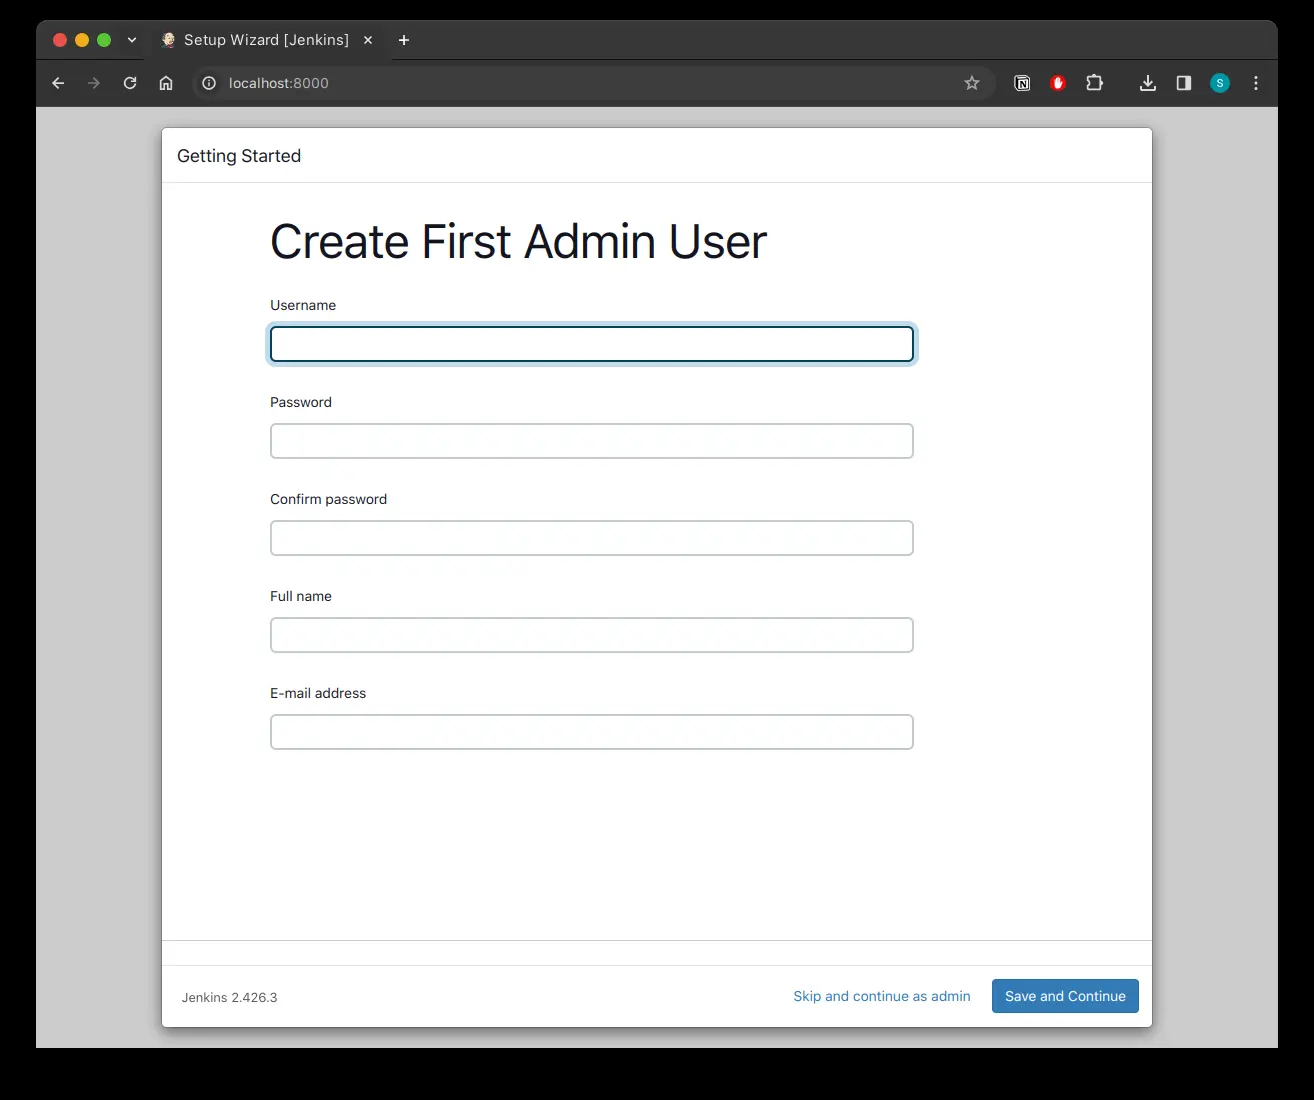 Setup Wizard [Jenkins]
localhost:8000
S
Getting Started
Create First Admin User
Username
Password
Confirm password
Full name
E-mail address
Jenkins 2.426.3
Skip and continue as admin
Save and Continue